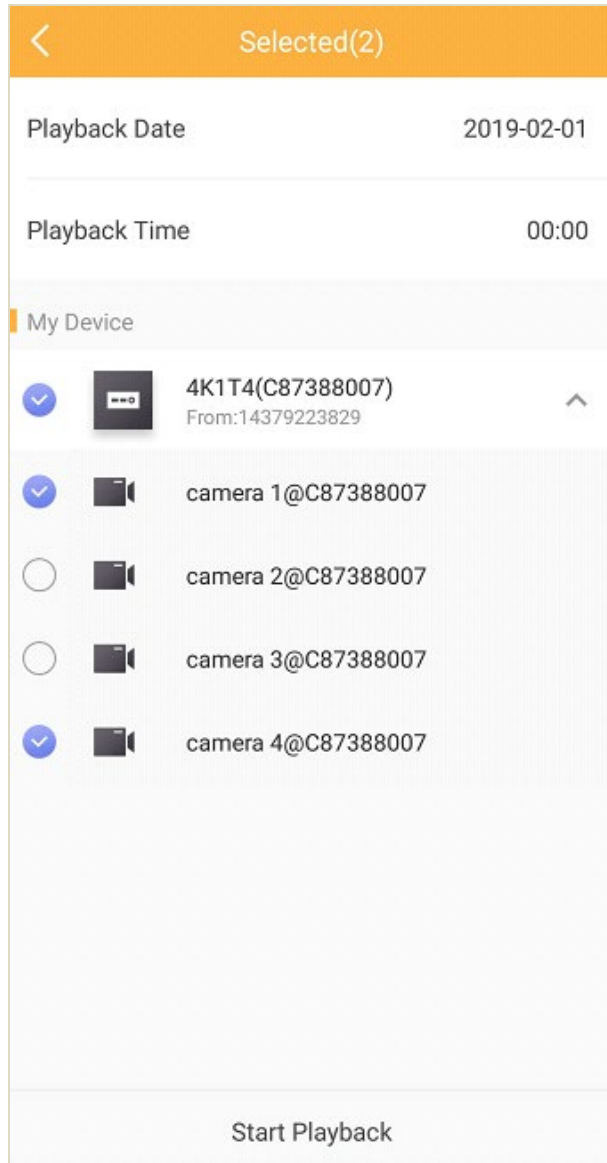 Selected(2)
Playback Date 2019-02-01
Playback Time 00:00
My Device
4K1T4(C87388007)
From:14379223829
camera 1@C87388007
camera 2@C87388007
camera 3@C87388007
camera 4@C87388007
Start Playback